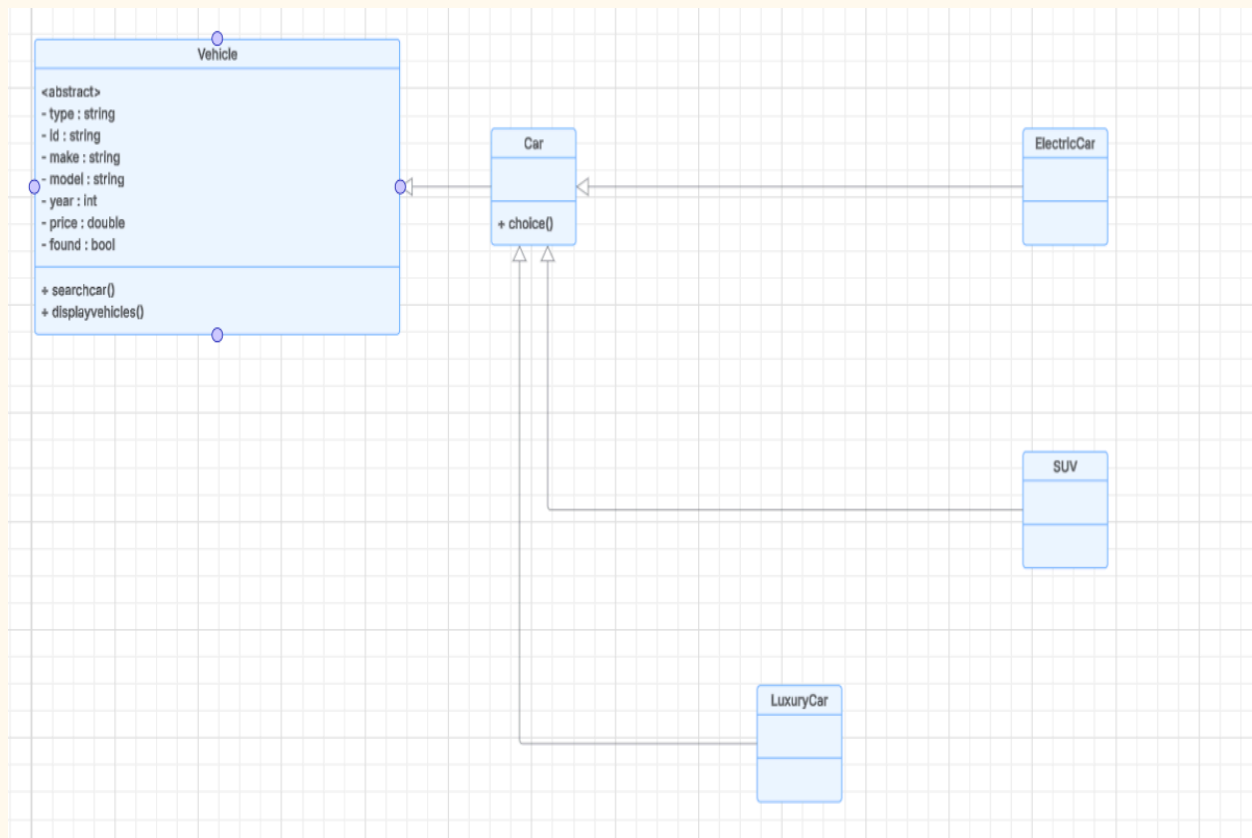 Vehicle
<abstract>
- type : string
- id : string
- make : string
- model : string
- year : int
- price : double
- found : bool
+ searchcar()
+ displayvehicles()
Car
+ choice()
ElectricCar
SUV
LuxuryCar